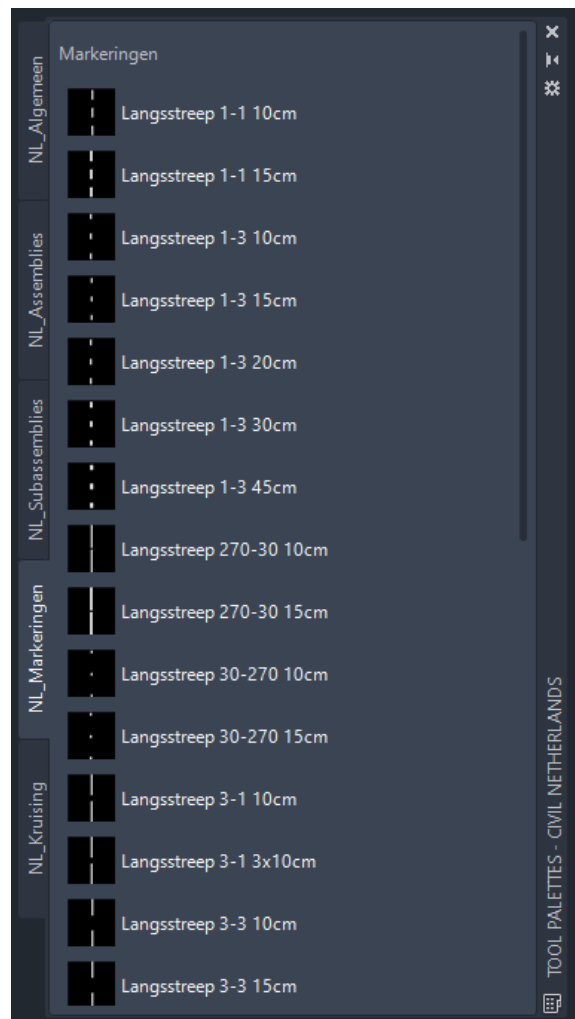 Markeringen
Langsstreep 1-1 10cm
Langsstreep 1-1 15cm
Langsstreep 1-3 10cm
Langsstreep 1-3 15cm
Langsstreep 1-3 20cm
Langsstreep 1-3 30cm
Langsstreep 1-3 45cm
Langsstreep 270-30 10cm
Langsstreep 270-30 15cm
Langsstreep 30-270 10cm
Langsstreep 30-270 15cm
Langsstreep 3-1 10cm
Langsstreep 3-1 3x10cm
Langsstreep 3-3 10cm
Langsstreep 3-3 15cm
NL_Algemeen
NL_Assemblies
NL_Subassemblies
NL_Markeringen
NL_Kruising
TOOL PALETTES - CIVIL NETHERLANDS